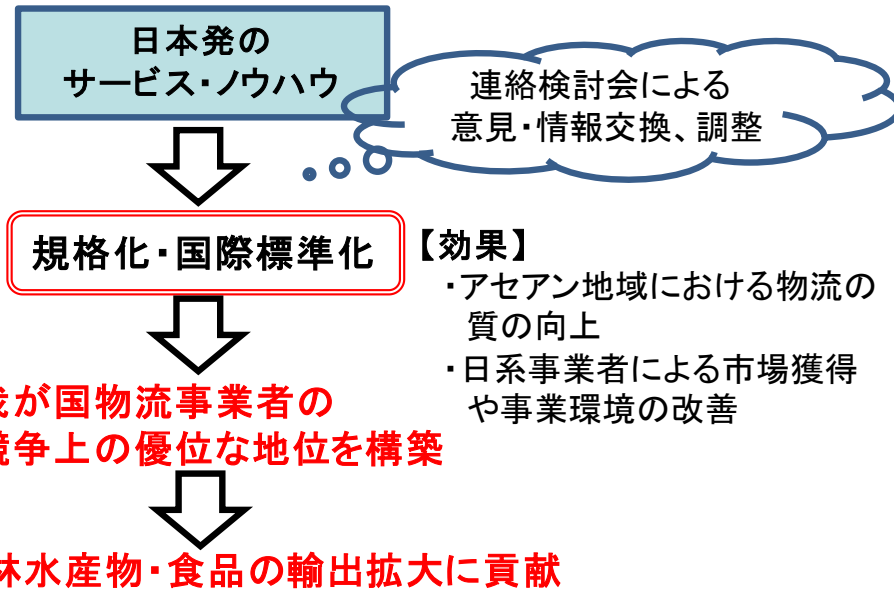 日本発の
サービス・ノウハウ
連絡検討会による
意見・情報交換、調整
規格化・国際標準化
【効果】
・アセアン地域における物流の
質の向上
・日系事業者による市場獲得
や事業環境の改善
我が国物流事業者の
競争上の優位な地位を構築
林水産物・食品の輸出拡大に貢献